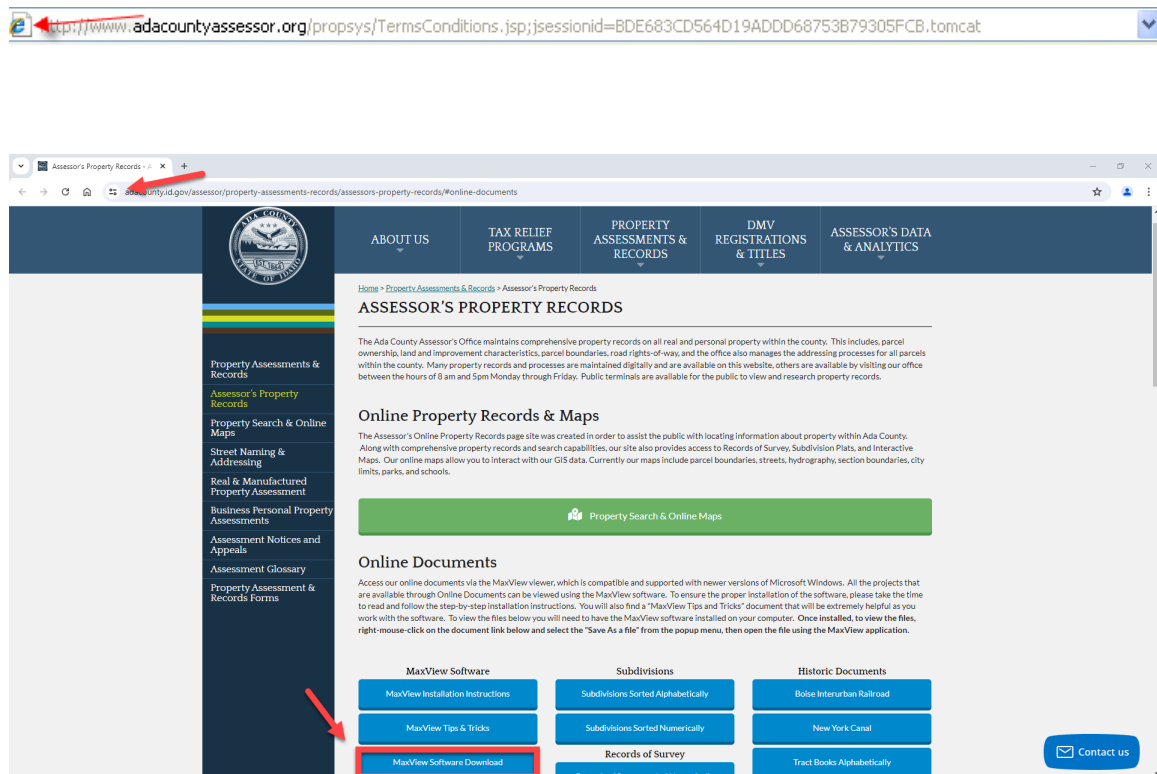 http://www.adacountyassessor.org/propsys/TermsConditions.jsp;jsessionid=BDE683CD564D19ADDD68753B79305FCB.tomcat
Assessor's Property Records - A
adacounty.id.gov/assessor/property-assessments-records/assessors-property-records/#online-documents
ADA COUNTY
STATE OF IDAHO
ABOUT US
TAX RELIEF
PROGRAMS
PROPERTY
ASSESSMENTS &
RECORDS
DMV
REGISTRATIONS
& TITLES
ASSESSOR'S DATA
& ANALYTICS
Home > Property Assessments & Records > Assessor's Property Records
ASSESSOR'S PROPERTY RECORDS
The Ada County Assessor's Office maintains comprehensive property records on all real and personal property within the county. This includes, parcel
ownership, land and improvement characteristics, parcel boundaries, road rights-of-way, and the office also manages the addressing processes for all parcels
within the county. Many property records and processes are maintained digitally and are available on this website, others are available by visiting our office
between the hours of 8 am and 5pm Monday through Friday. Public terminals are available for the public to view and research property records.
Property Assessments &
Records
Assessor's Property
Records
Property Search & Online
Maps
Street Naming &
Addressing
Real & Manufactured
Property Assessment
Business Personal Property
Assessments
Assessment Notices and
Appeals
Assessment Glossary
Property Assessment &
Records Forms
Online Property Records & Maps
The Assessor's Online Property Records page site was created in order to assist the public with locating information about property within Ada County.
Along with comprehensive property records and search capabilities, our site also provides access to Records of Survey, Subdivision Plats, and Interactive
Maps. Our online maps allow you to interact with our GIS data. Currently our maps include parcel boundaries, streets, hydrography, section boundaries, city
limits, parks, and schools.
Property Search & Online Maps
Online Documents
Access our online documents via the MaxView viewer, which is compatible and supported with newer versions of Microsoft Windows. All the projects that
are available through Online Documents can be viewed using the MaxView software. To ensure the proper installation of the software, please take the time
to read and follow the step-by-step installation instructions. You will also find a "MaxView Tips and Tricks" document that will be extremely helpful as you
work with the software. To view the files below you will need to have the MaxView software installed on your computer. Once installed, to view the files,
right-mouse-click on the document link below and select the "Save As a file" from the popup menu, then open the file using the MaxView application.
MaxView Software
MaxView Installation Instructions
MaxView Tips & Tricks
MaxView Software Download
Subdivisions
Subdivisions Sorted Alphabetically
Subdivisions Sorted Numerically
Records of Survey
Historic Documents
Boise Interurban Railroad
New York Canal
Tract Books Alphabetically
Contact us